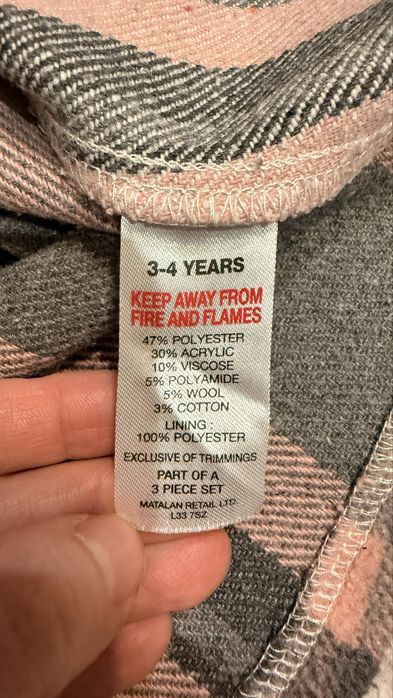 3-4 YEARS
KEEP AWAY FROM
FIRE AND FLAMES
47% POLYESTER
30% ACRYLIC
10% VISCOSE
5% POLYAMIDE
5% WOOL
3% COTTON
LINING :
100% POLYESTER
EXCLUSIVE OF TRIMMINGS
PART OF A
3 PIECE SET
MATALAN RETAIL LTD
L33 7SZ